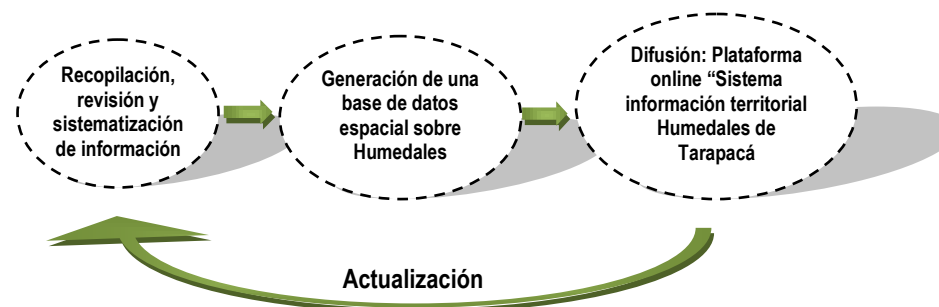 Recopilación,
revisión y
sistematización
de información
Generación de una
base de datos
espacial sobre
Humedales
Difusión: Plataforma
online “Sistema
información territorial
Humedales de
Tarapacá
Actualización